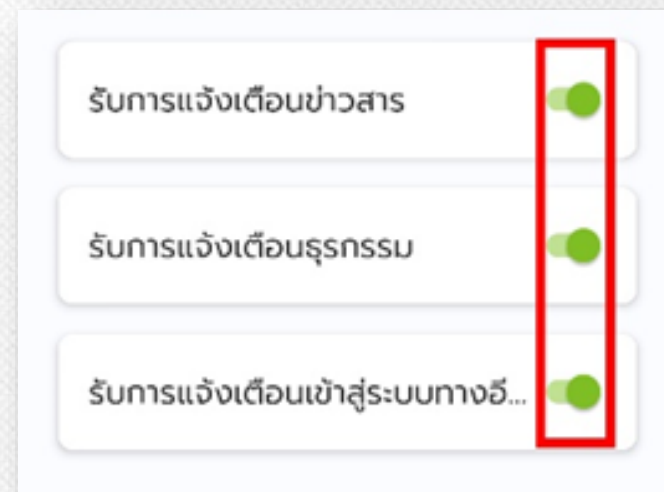 รับการแจ้งเตือนข่าวสาร
รับการแจ้งเตือนธุรกรรม
รับการแจ้งเตือนเข้าสู่ระบบทางอี...